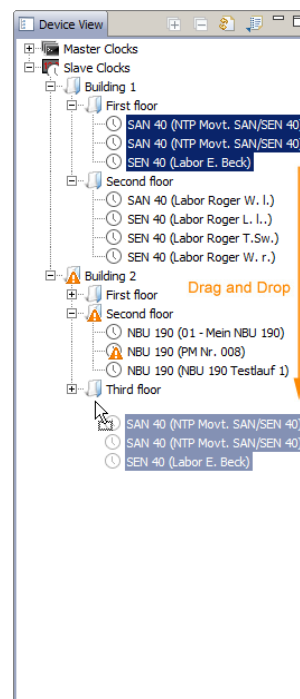 Device View
Master Clocks
Slave Clocks
Building 1
First floor
SAN 40 (NTP Movt. SAN/SEN 40)
SAN 40 (NTP Movt. SAN/SEN 40)
SEN 40 (Labor E. Beck)
Second floor
SAN 40 (Labor Roger W. l.)
SEN 40 (Labor Roger L. l..)
SEN 40 (Labor Roger T.Sw.)
SEN 40 (Labor Roger W. r.)
Building 2
First floor
Drag and Drop
Second floor
NBU 190 (01 - Mein NBU 190)
NBU 190 (PM Nr. 008)
NBU 190 (NBU 190 Testlauf 1)
Third floor
SAN 40 (NTP Movt. SAN/SEN 40)
SAN 40 (NTP Movt. SAN/SEN 40)
SEN 40 (Labor E. Beck)